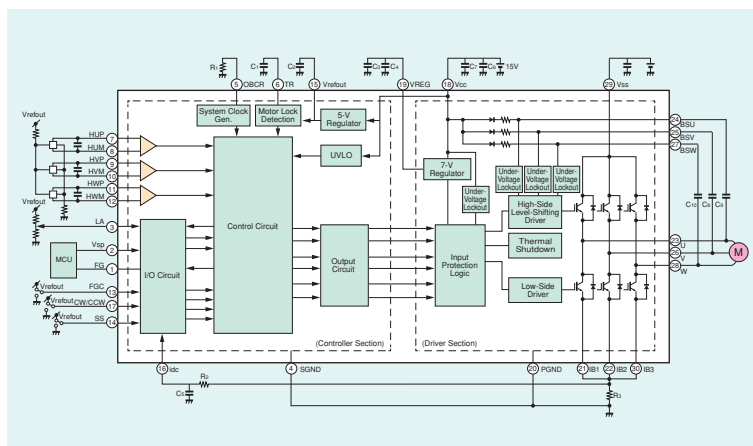 R1
C1
C2
C3
C4
C7
C6
15V
5
OBCR
6
TR
15
Vrefout
19
VREG
18
Vcc
29
Vss
Vrefout
System Clock
Gen.
Motor Lock
Detection
5-V
Regulator
24
BSU
25
BSV
27
BSW
HUP
7
HUM
8
HVP
9
HVM
10
HWP
11
HWM
12
UVLO
7-V
Regulator
Under-
Voltage
Lockout
Under-
Voltage
Lockout
Under-
Voltage
Lockout
Under-
Voltage
Lockout
C10
C9
C8
Vrefout
LA
3
Control Circuit
High-Side
Level-Shifting
Driver
Vsp
2
MCU
FG
1
I/O Circuit
Output
Circuit
Input
Protection
Logic
Thermal
Shutdown
23
U
26
V
28
W
M
FGC
13
Vrefout
CW/CCW
17
Vrefout
SS
14
Low-Side
Driver
(Controller Section)
(Driver Section)
16
Idc
4
SGND
20
PGND
21
IB1
22
IB2
30
IB3
R2
C5
R3